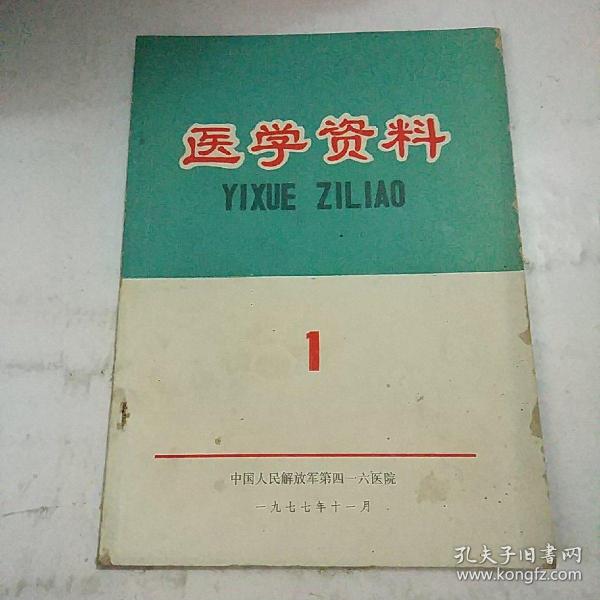 医学资料
YIXUE ZILIAO
1
中国人民解放军第四一六医院
一九七七年十一月
孔夫子旧书网
www.kongfz.com